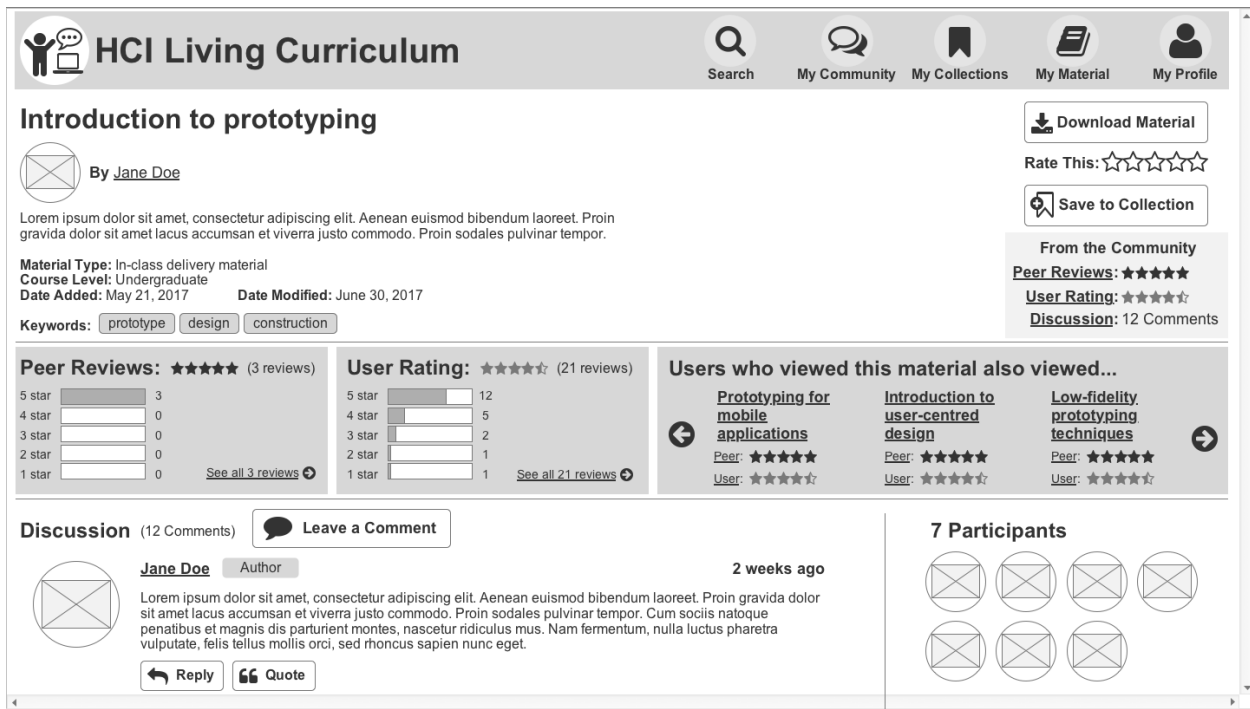 HCI Living Curriculum
Search
My Community
My Collections
My Material
My Profile
Introduction to prototyping
By Jane Doe
Lorem ipsum dolor sit amet, consectetur adipiscing elit. Aenean euismod bibendum laoreet. Proin
gravida dolor sit amet lacus accumsan et viverra justo commodo. Proin sodales pulvinar tempor.
Material Type: In-class delivery material
Course Level: Undergraduate
Date Added: May 21, 2017 Date Modified: June 30, 2017
Keywords: prototype design construction
Download Material
Rate This:
Save to Collection
From the Community
Peer Reviews:
User Rating:
Discussion: 12 Comments
Peer Reviews: (3 reviews)
5 star 3
4 star 0
3 star 0
2 star 0
1 star 0
See all 3 reviews
User Rating: (21 reviews)
5 star 12
4 star 5
3 star 2
2 star 1
1 star 1
See all 21 reviews
Users who viewed this material also viewed...
Prototyping for
mobile
applications
Peer:
User:
Introduction to
user-centred
design
Peer:
User:
Low-fidelity
prototyping
techniques
Peer:
User:
Discussion (12 Comments)
Leave a Comment
Jane Doe Author 2 weeks ago
Lorem ipsum dolor sit amet, consectetur adipiscing elit. Aenean euismod bibendum laoreet. Proin gravida dolor
sit amet lacus accumsan et viverra justo commodo. Proin sodales pulvinar tempor. Cum sociis natoque
penatibus et magnis dis parturient montes, nascetur ridiculus mus. Nam fermentum, nulla luctus pharetra
vulputate, felis tellus mollis orci, sed rhoncus sapien nunc eget.
Reply
Quote
7 Participants